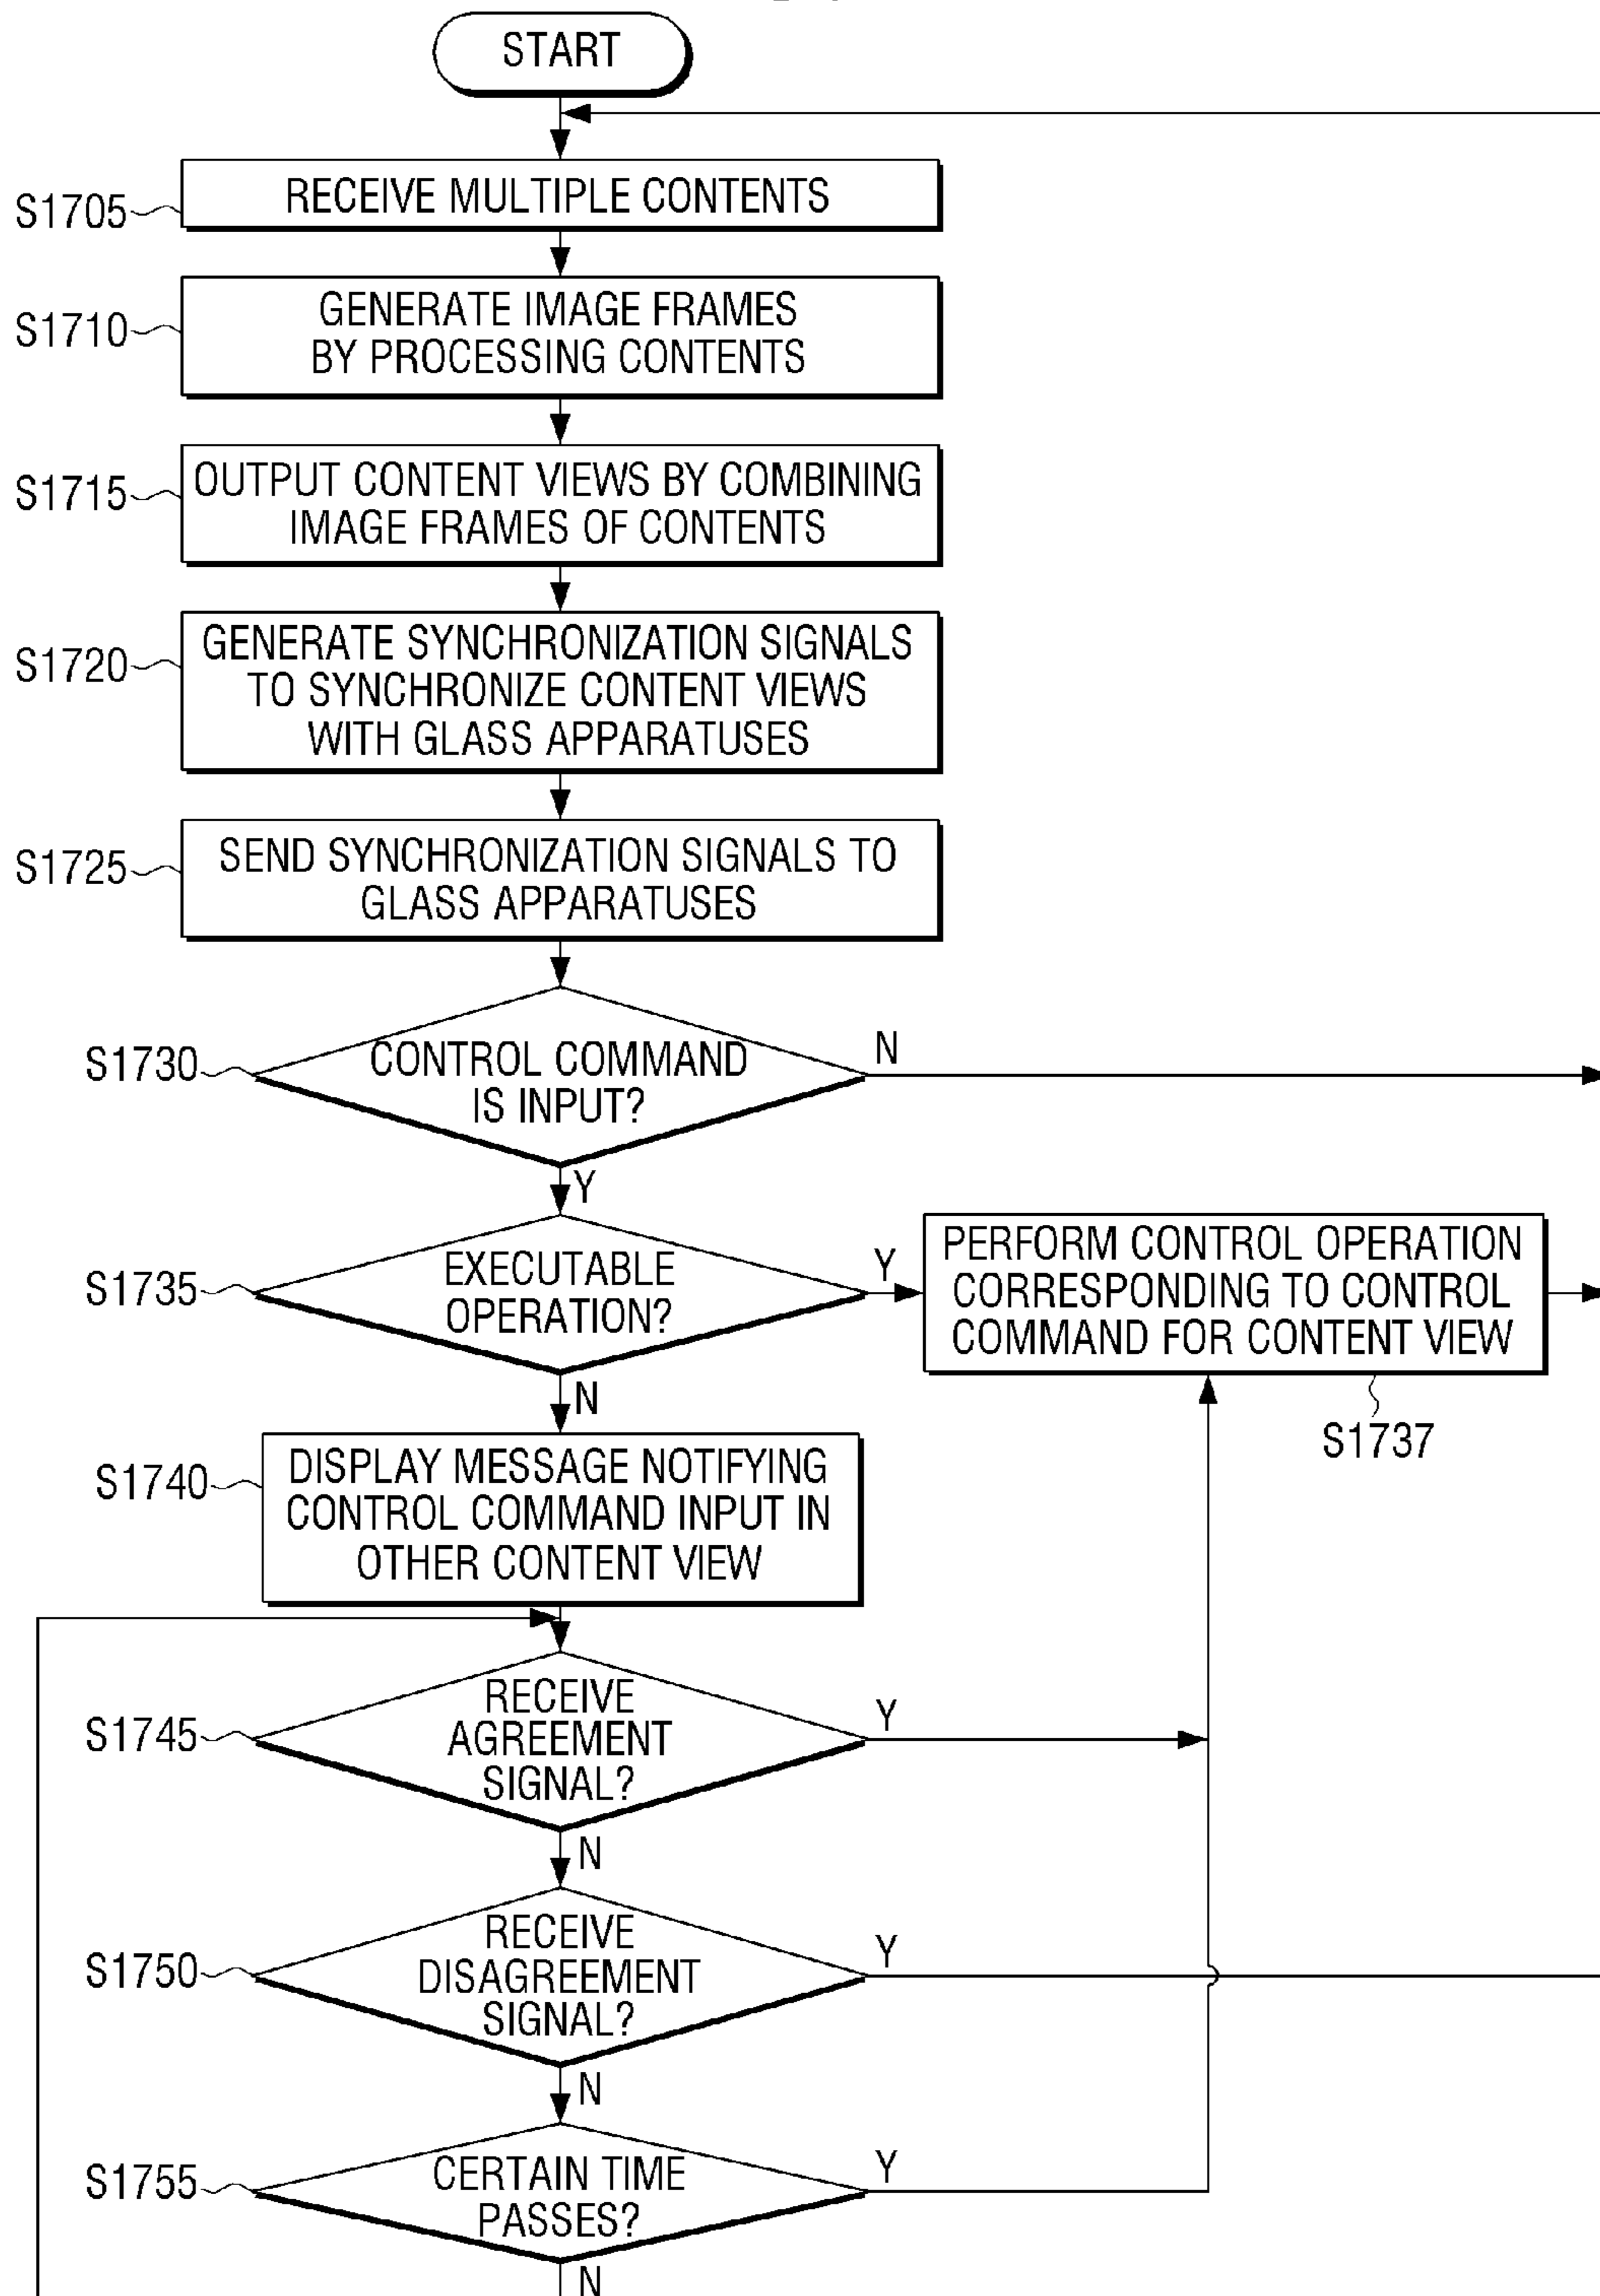 START
S1705
RECEIVE MULTIPLE CONTENTS
S1710
GENERATE IMAGE FRAMES
BY PROCESSING CONTENTS
S1715
OUTPUT CONTENT VIEWS BY COMBINING
IMAGE FRAMES OF CONTENTS
S1720
GENERATE SYNCHRONIZATION SIGNALS
TO SYNCHRONIZE CONTENT VIEWS
WITH GLASS APPARATUSES
S1725
SEND SYNCHRONIZATION SIGNALS TO
GLASS APPARATUSES
S1730
CONTROL COMMAND
IS INPUT?
N
Y
S1735
EXECUTABLE
OPERATION?
Y
PERFORM CONTROL OPERATION
CORRESPONDING TO CONTROL
COMMAND FOR CONTENT VIEW
S1737
N
S1740
DISPLAY MESSAGE NOTIFYING
CONTROL COMMAND INPUT IN
OTHER CONTENT VIEW
S1745
RECEIVE
AGREEMENT
SIGNAL?
Y
N
S1750
RECEIVE
DISAGREEMENT
SIGNAL?
Y
N
S1755
CERTAIN TIME
PASSES?
Y
N